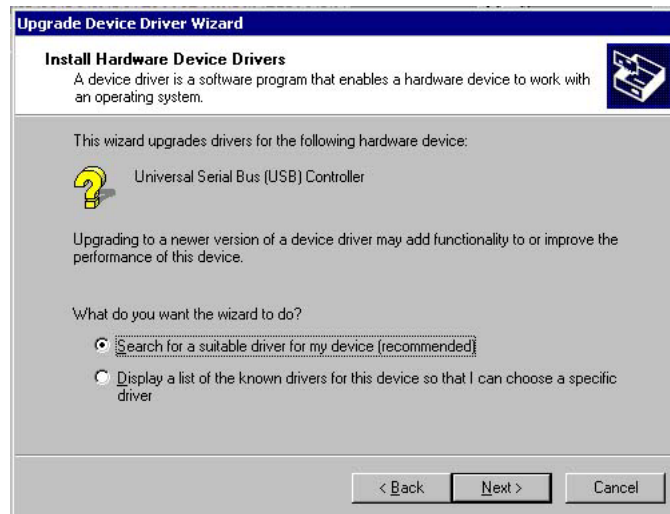 Upgrade Device Driver Wizard
Install Hardware Device Drivers
A device driver is a software program that enables a hardware device to work with
an operating system.
This wizard upgrades drivers for the following hardware device:
Universal Serial Bus (USB) Controller
Upgrading to a newer version of a device driver may add functionality to or improve the
performance of this device.
What do you want the wizard to do?
Search for a suitable driver for my device (recommended)
Display a list of the known drivers for this device so that I can choose a specific
driver
< Back
Next >
Cancel